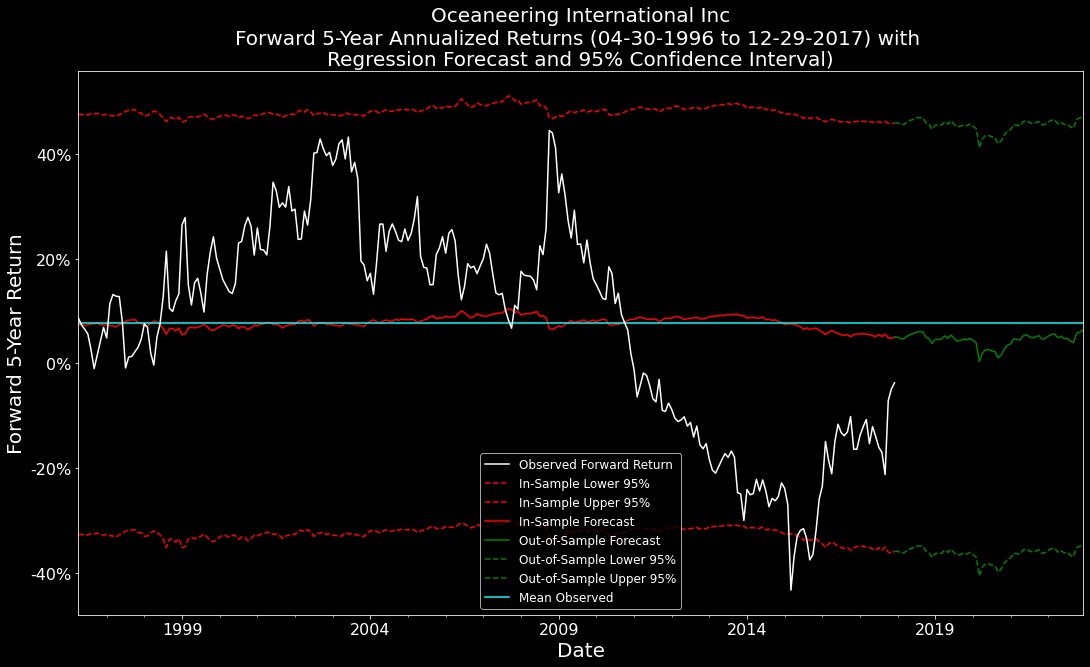 Oceaneering International Inc
Forward 5-Year Annualized Returns (04-30-1996 to 12-29-2017) with
Regression Forecast and 95% Confidence Interval)
Forward 5-Year Return
40%
20%
0%
-20%
-40%
Observed Forward Return
In-Sample Lower 95%
In-Sample Upper 95%
In-Sample Forecast
Out-of-Sample Forecast
Out-of-Sample Lower 95%
Out-of-Sample Upper 95%
Mean Observed
1999 2004 2009 2014 2019
Date